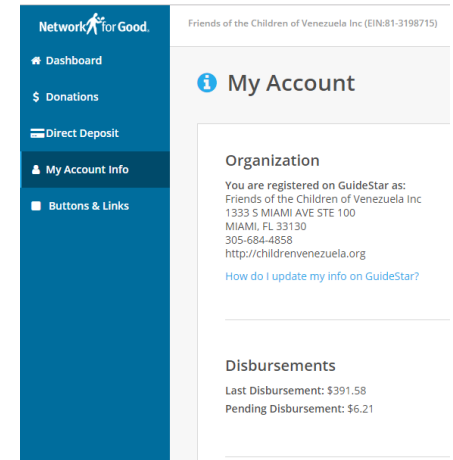 Network for Good.
Friends of the Children of Venezuela Inc (EIN:81-3198715)
Dashboard
$ Donations
Direct Deposit
My Account Info
Buttons & Links
i My Account
Organization
You are registered on GuideStar as:
Friends of the Children of Venezuela Inc
1333 S MIAMI AVE STE 100
MIAMI, FL 33130
305-684-4858
http://childrenvenezuela.org
How do I update my info on GuideStar?
Disbursements
Last Disbursement: $391.58
Pending Disbursement: $6.21